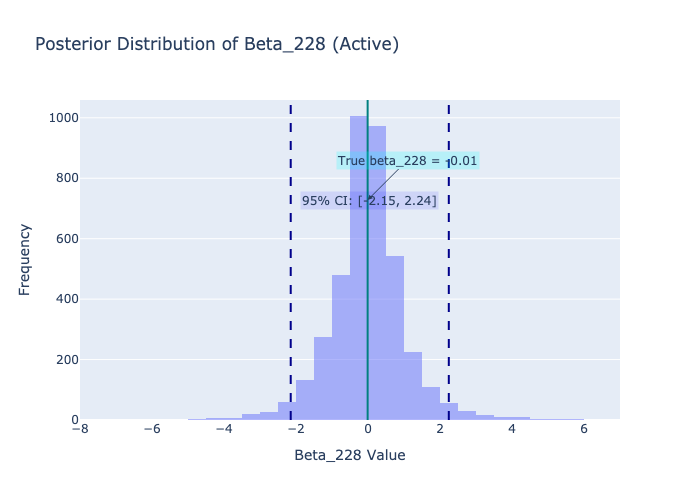 Posterior Distribution of Beta_228 (Active)
1000
800
600
400
200
0
Frequency
True beta_228 = -0.01
95% CI: [-2.15, 2.24]
−8
−6
−4
−2
0
2
4
6
Beta_228 Value